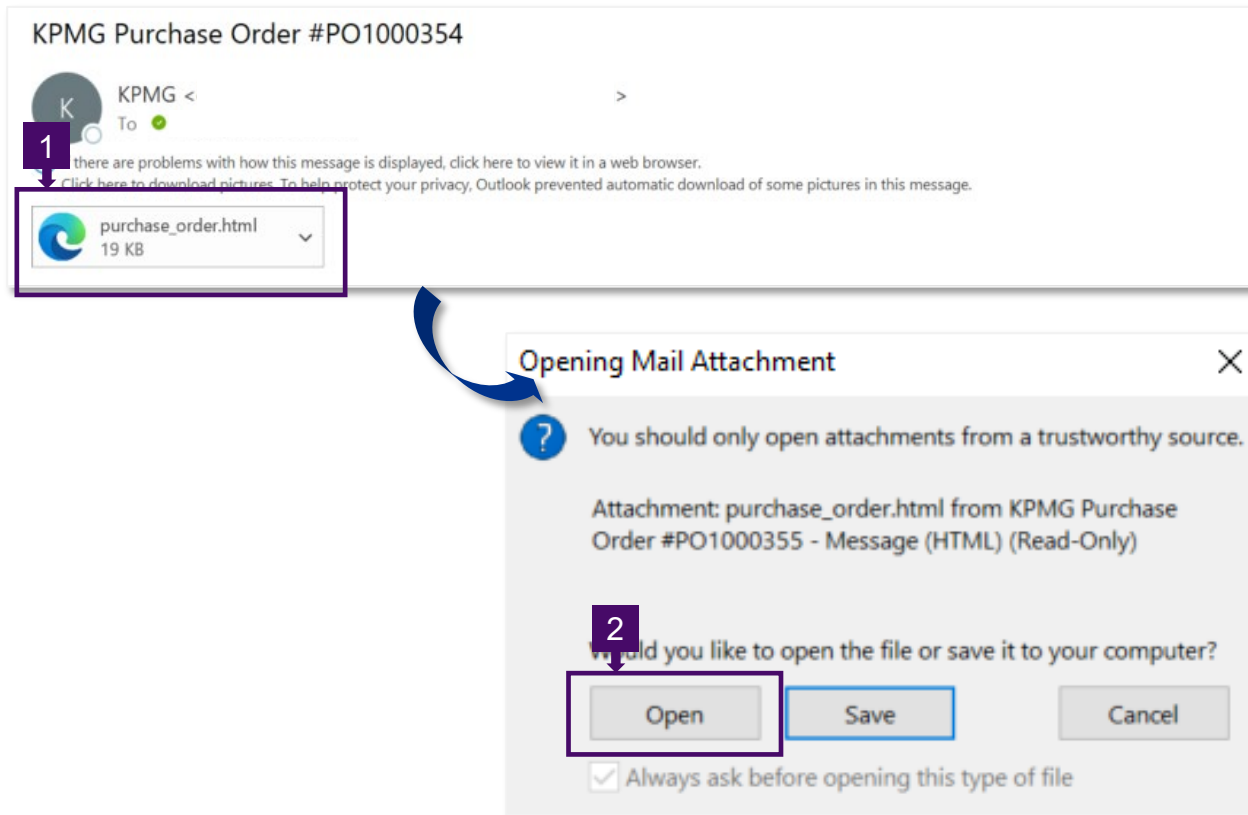 KPMG Purchase Order #PO1000354
K
KPMG < >
To
1
there are problems with how this message is displayed, click here to view it in a web browser.
Click here to download pictures. To help protect your privacy, Outlook prevented automatic download of some pictures in this message.
purchase_order.html
19 KB
Opening Mail Attachment
?
You should only open attachments from a trustworthy source.
Attachment: purchase_order.html from KPMG Purchase
Order #PO1000355 - Message (HTML) (Read-Only)
2
Would you like to open the file or save it to your computer?
Open Save Cancel
Always ask before opening this type of file